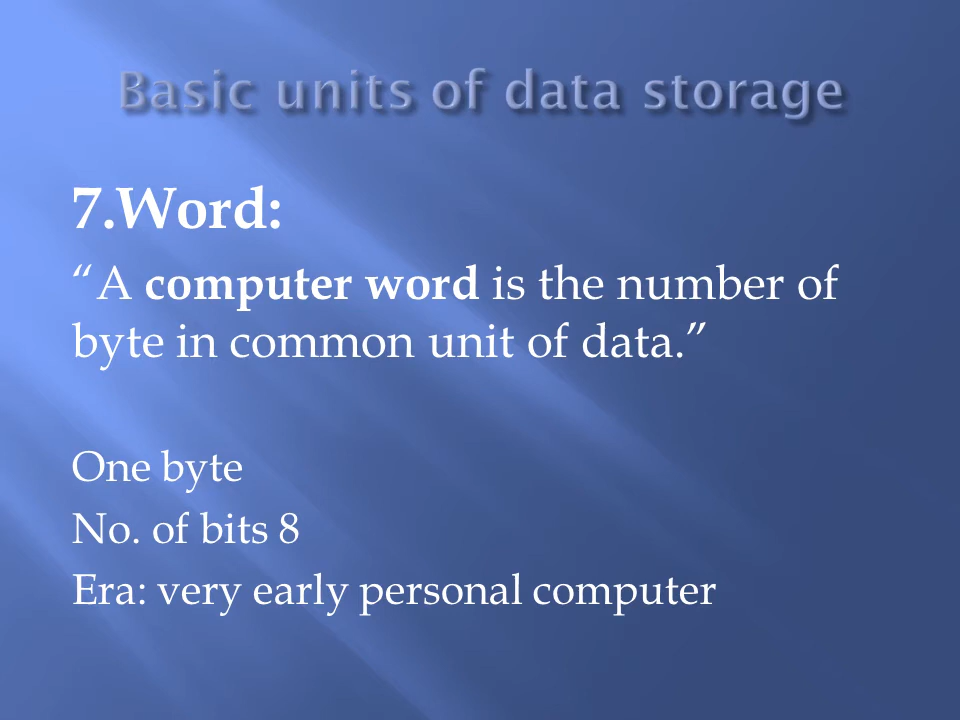 Basic units of data storage
7.Word:
“A computer word is the number of
byte in common unit of data.”
One byte
No. of bits 8
Era: very early personal computer